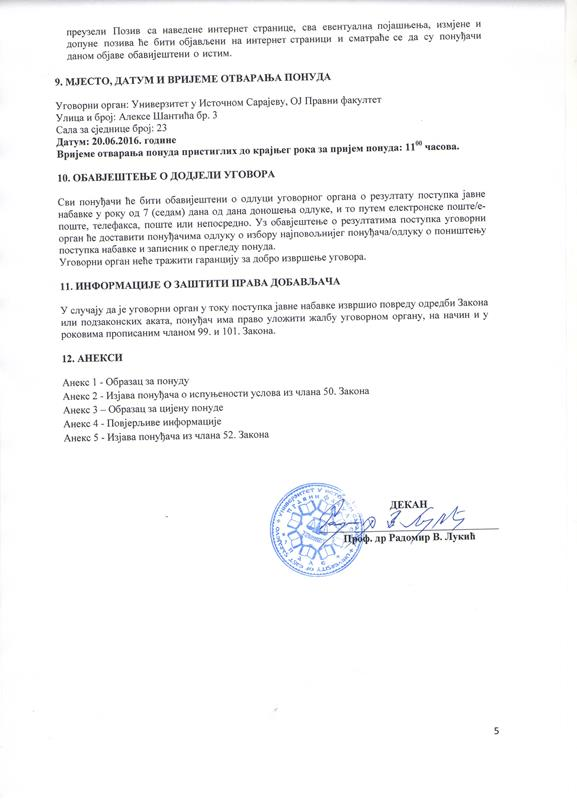 преузели Позив са наведене интернет странице, сва евентуална појашњења, измјене и
допуне позива ће бити објављени на интернет страници и сматраће се да су понуђачи
даном објаве обавијештени о истим.
9. МЈЕСТО, ДАТУМ И ВРИЈЕМЕ ОТВАРАЊА ПОНУДА
Уговорни орган: Универзитет у Источном Сарајеву, ОЈ Правни факултет
Улица и број: Алексе Шантића бр. 3
Сала за сједнице број: 23
Датум: 20.06.2016. године
Вријеме отварања понуда пристиглих до крајњег рока за пријем понуда: 11⁰⁰ часова.
10. ОБАВЈЕШТЕЊЕ О ДОДЈЕЛИ УГОВОРА
Сви понуђачи ће бити обавијештени о одлуци уговорног органа о резултату поступка јавне
набавке у року од 7 (седам) дана од дана доношења одлуке, и то путем електронске поште/е-
поште, телефакса, поште или непосредно. Уз обавјештење о резултатима поступка уговорни
орган ће доставити понуђачима одлуку о избору најповољнијег понуђача/одлуку о поништењу
поступка набавке и записник о прегледу понуда.
Уговорни орган неће тражити гаранцију за добро извршење уговора.
11. ИНФОРМАЦИЈЕ О ЗАШТИТИ ПРАВА ДОБАВЉАЧА
У случају да је уговорни орган у току поступка јавне набавке извршио повреду одредби Закона
или подзаконских аката, понуђач има право уложити жалбу уговорном органу, на начин и у
роковима прописаним чланом 99. и 101. Закона.
12. АНЕКСИ
Анекс 1 - Образац за понуду
Анекс 2 - Изјава понуђача о испуњености услова из члана 50. Закона
Анекс 3 – Образац за цијену понуде
Анекс 4 - Повјерљиве информације
Анекс 5 - Изјава понуђача из члана 52. Закона
ДЕКАН
Проф. др Радомир В. Лукић
5